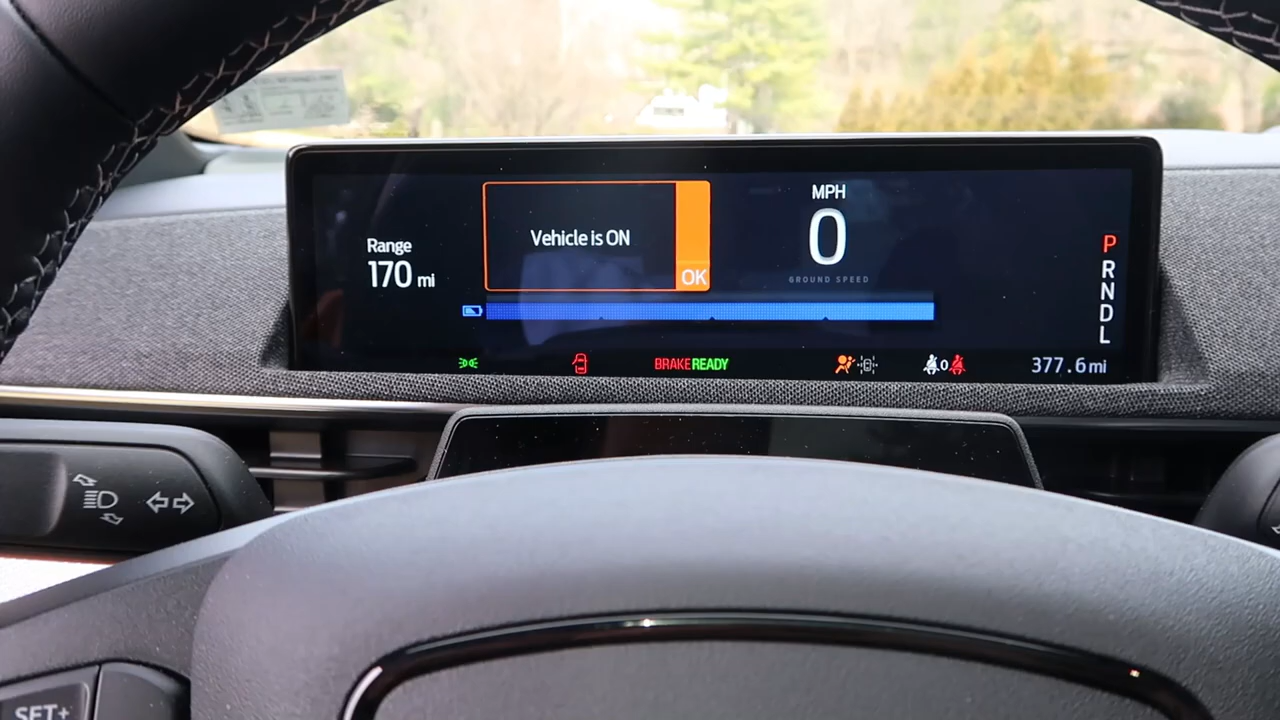 Range
170 mi
Vehicle is ON
OK
MPH
0
GROUND SPEED
P
R
N
D
L
BRAKE READY
0
377.6 mi
SET+